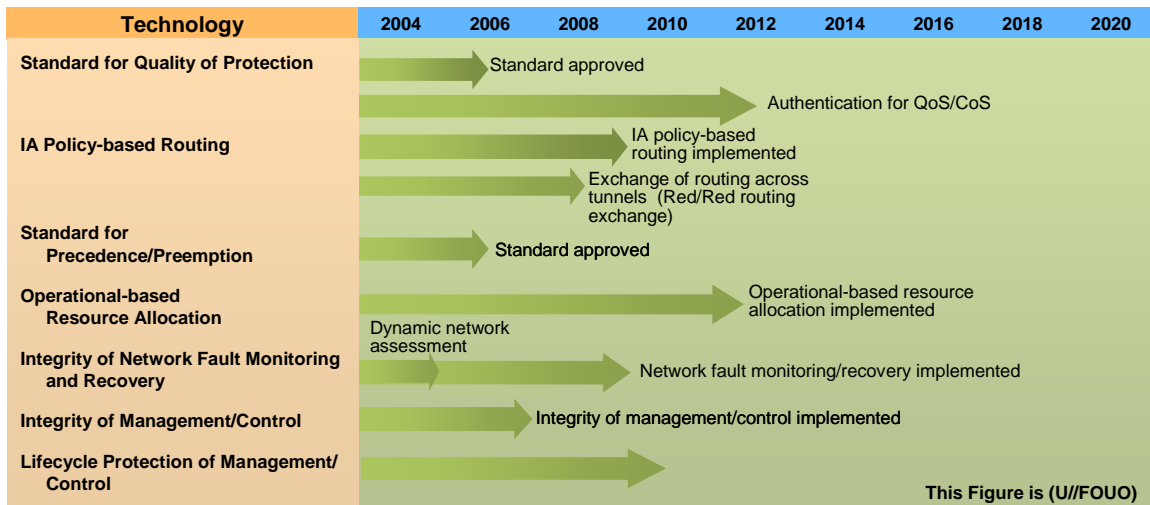 Technology
2004 2006 2008 2010 2012 2014 2016 2018 2020
Standard for Quality of Protection
Standard approved
Authentication for QoS/CoS
IA Policy-based Routing
IA policy-based
routing implemented
Exchange of routing across
tunnels (Red/Red routing
exchange)
Standard for
Precedence/Preemption
Standard approved
Operational-based
Resource Allocation
Operational-based resource
allocation implemented
Dynamic network
assessment
Integrity of Network Fault Monitoring
and Recovery
Network fault monitoring/recovery implemented
Integrity of Management/Control
Integrity of management/control implemented
Lifecycle Protection of Management/
Control
This Figure is (U//FOUO)